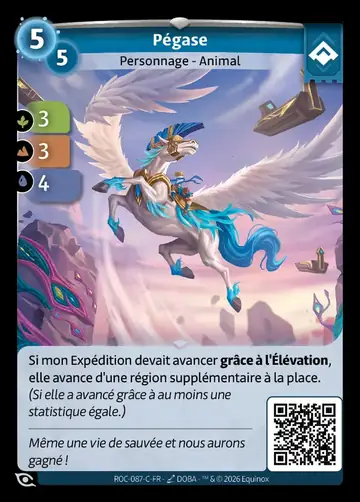 5
5
Pégase
Personnage - Animal
3
3
4
Si mon Expédition devait avancer grâce à l'Élévation,
elle avance d'une région supplémentaire à la place.
(Si elle a avancé grâce à au moins une
statistique égale.)
Même une vie de sauvée et nous aurons
gagné !
ROC-087-C-FR - DOBA - ™ & © 2026 Equinox